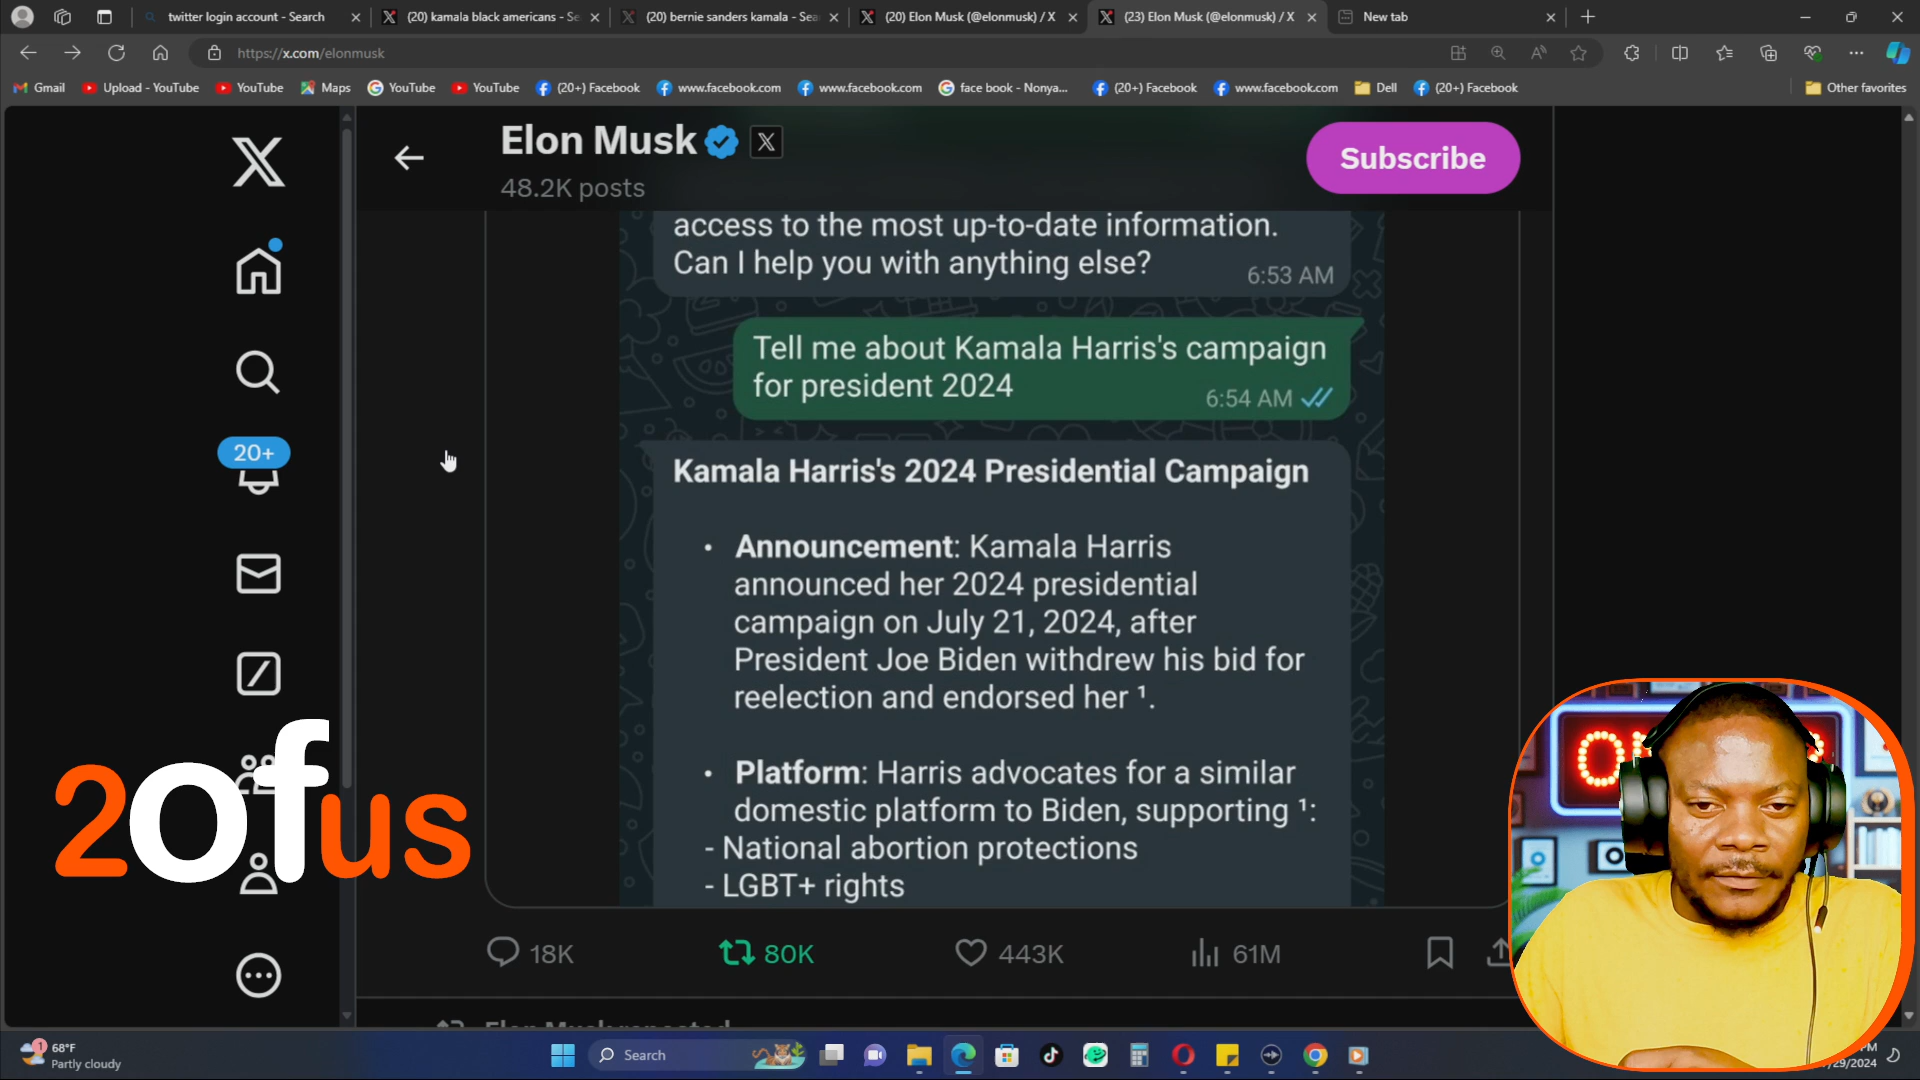 twitter login account - Search
(20) kamala black americans - Se
(20) bernie sanders kamala - Sea
(20) Elon Musk (@elonmusk) / X
(23) Elon Musk (@elonmusk) / X
New tab
https://x.com/elonmusk
Gmail
Upload - YouTube
YouTube
Maps
YouTube
YouTube
(20+) Facebook
www.facebook.com
www.facebook.com
face book - Nonya...
(20+) Facebook
www.facebook.com
Dell
(20+) Facebook
Other favorites
Elon Musk
48.2K posts
Subscribe
access to the most up-to-date information.
Can I help you with anything else?
6:53 AM
Tell me about Kamala Harris's campaign
for president 2024
6:54 AM
Kamala Harris's 2024 Presidential Campaign
• Announcement: Kamala Harris
announced her 2024 presidential
campaign on July 21, 2024, after
President Joe Biden withdrew his bid for
reelection and endorsed her ¹.
• Platform: Harris advocates for a similar
domestic platform to Biden, supporting ¹:
- National abortion protections
- LGBT+ rights
20+
2ofus
18K
80K
443K
61M
68°F
Partly cloudy
Search